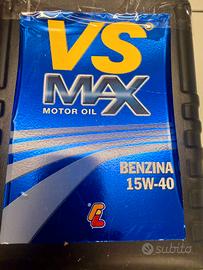 VS
MAX
MOTOR OIL
BENZINA
15W-40
subito